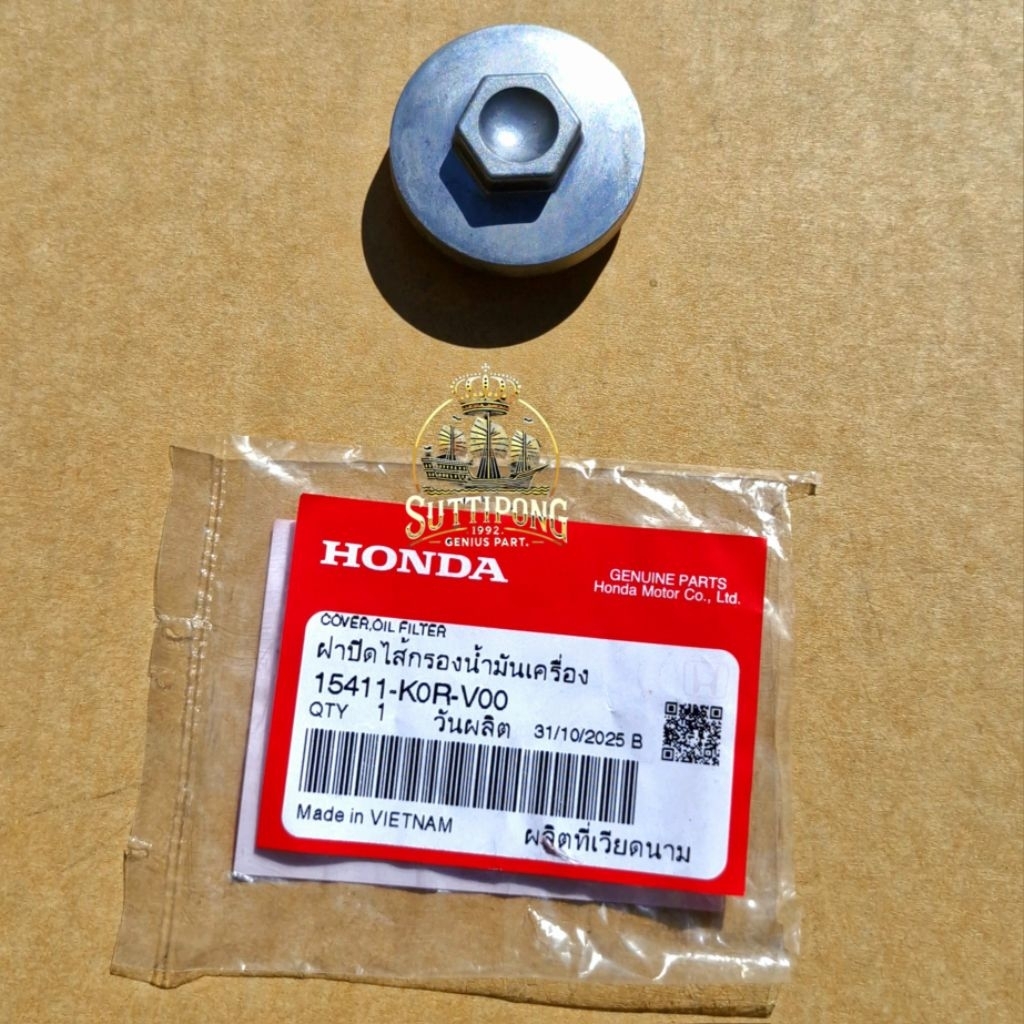 SUTTIPONG
1992.
GENIUS PART.
HONDA
GENUINE PARTS
Honda Motor Co., Ltd.
COVER,OIL FILTER
ฝาปิดไส้กรองน้ำมันเครื่อง
15411-K0R-V00
QTY 1 วันผลิต 31/10/2025 B
Made in VIETNAM
ผลิตที่เวียดนาม